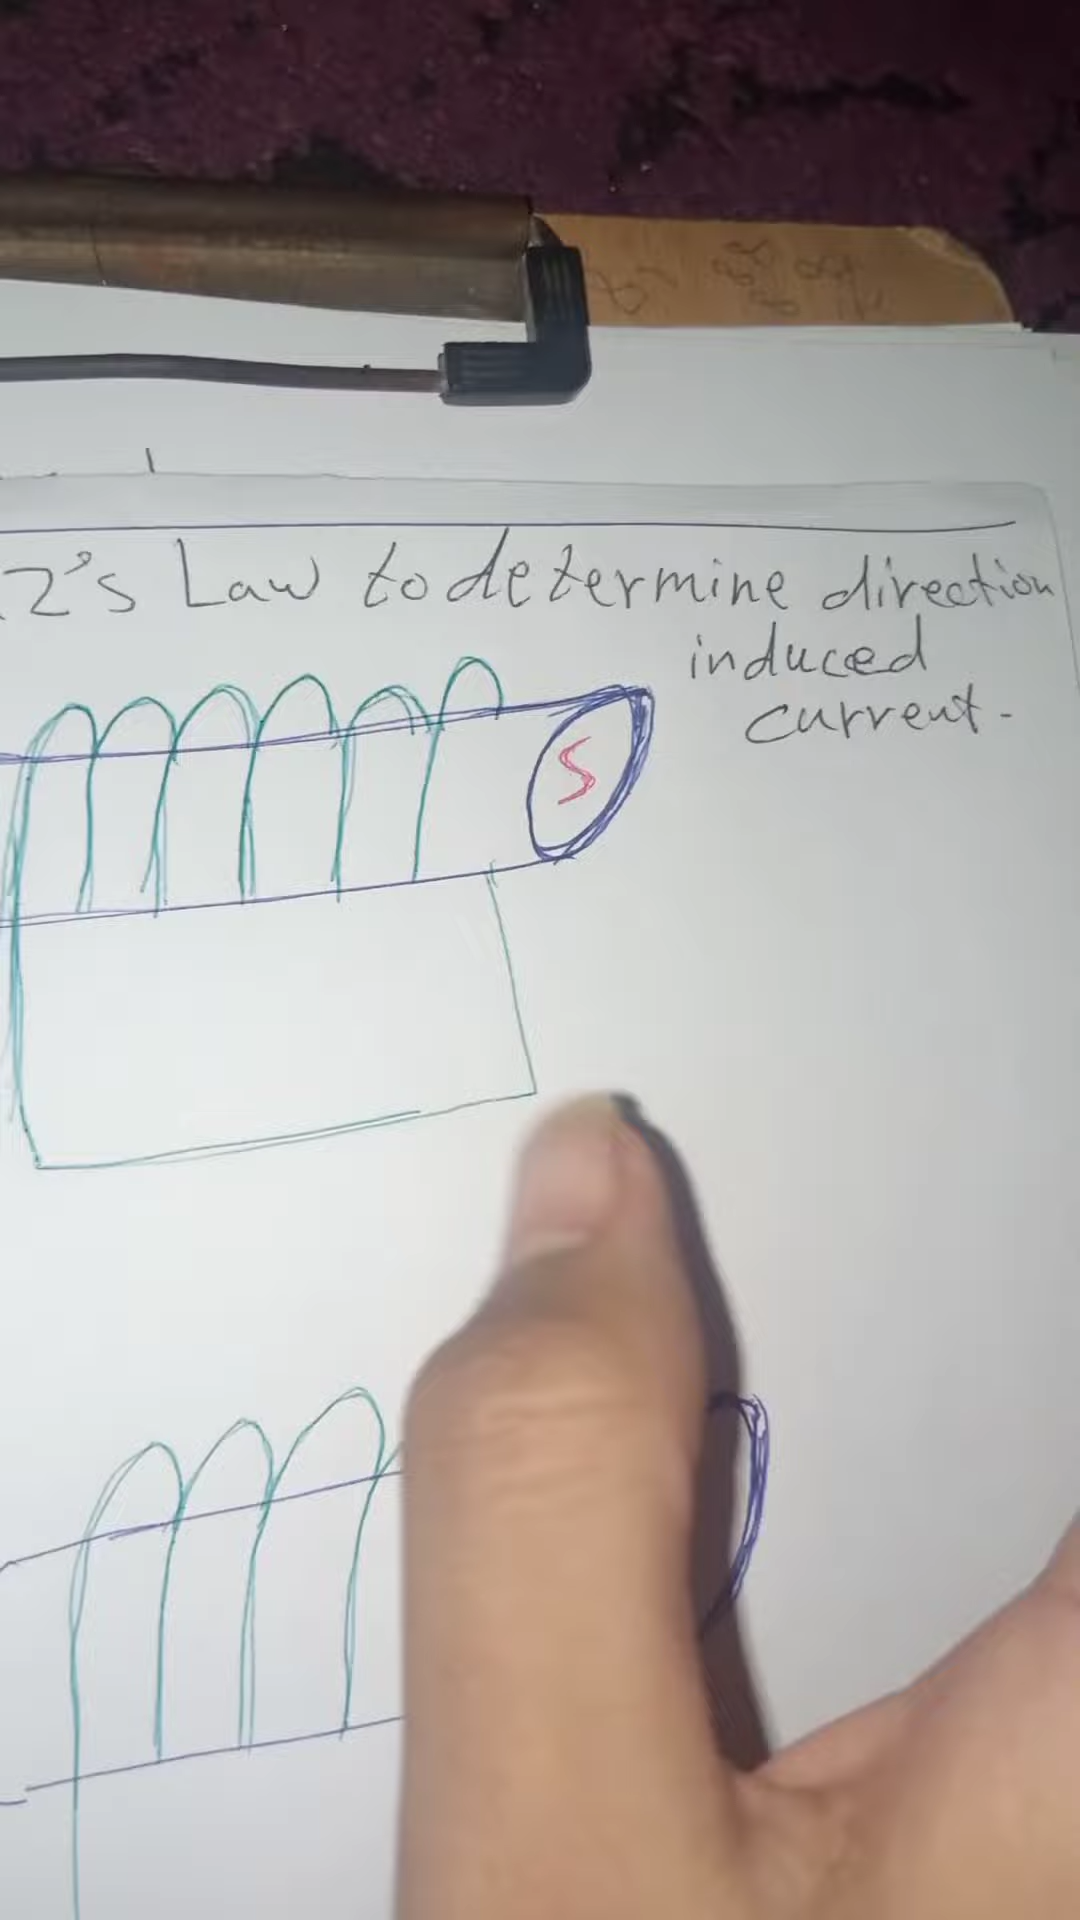 z's Law to determine direction
induced
current.
S